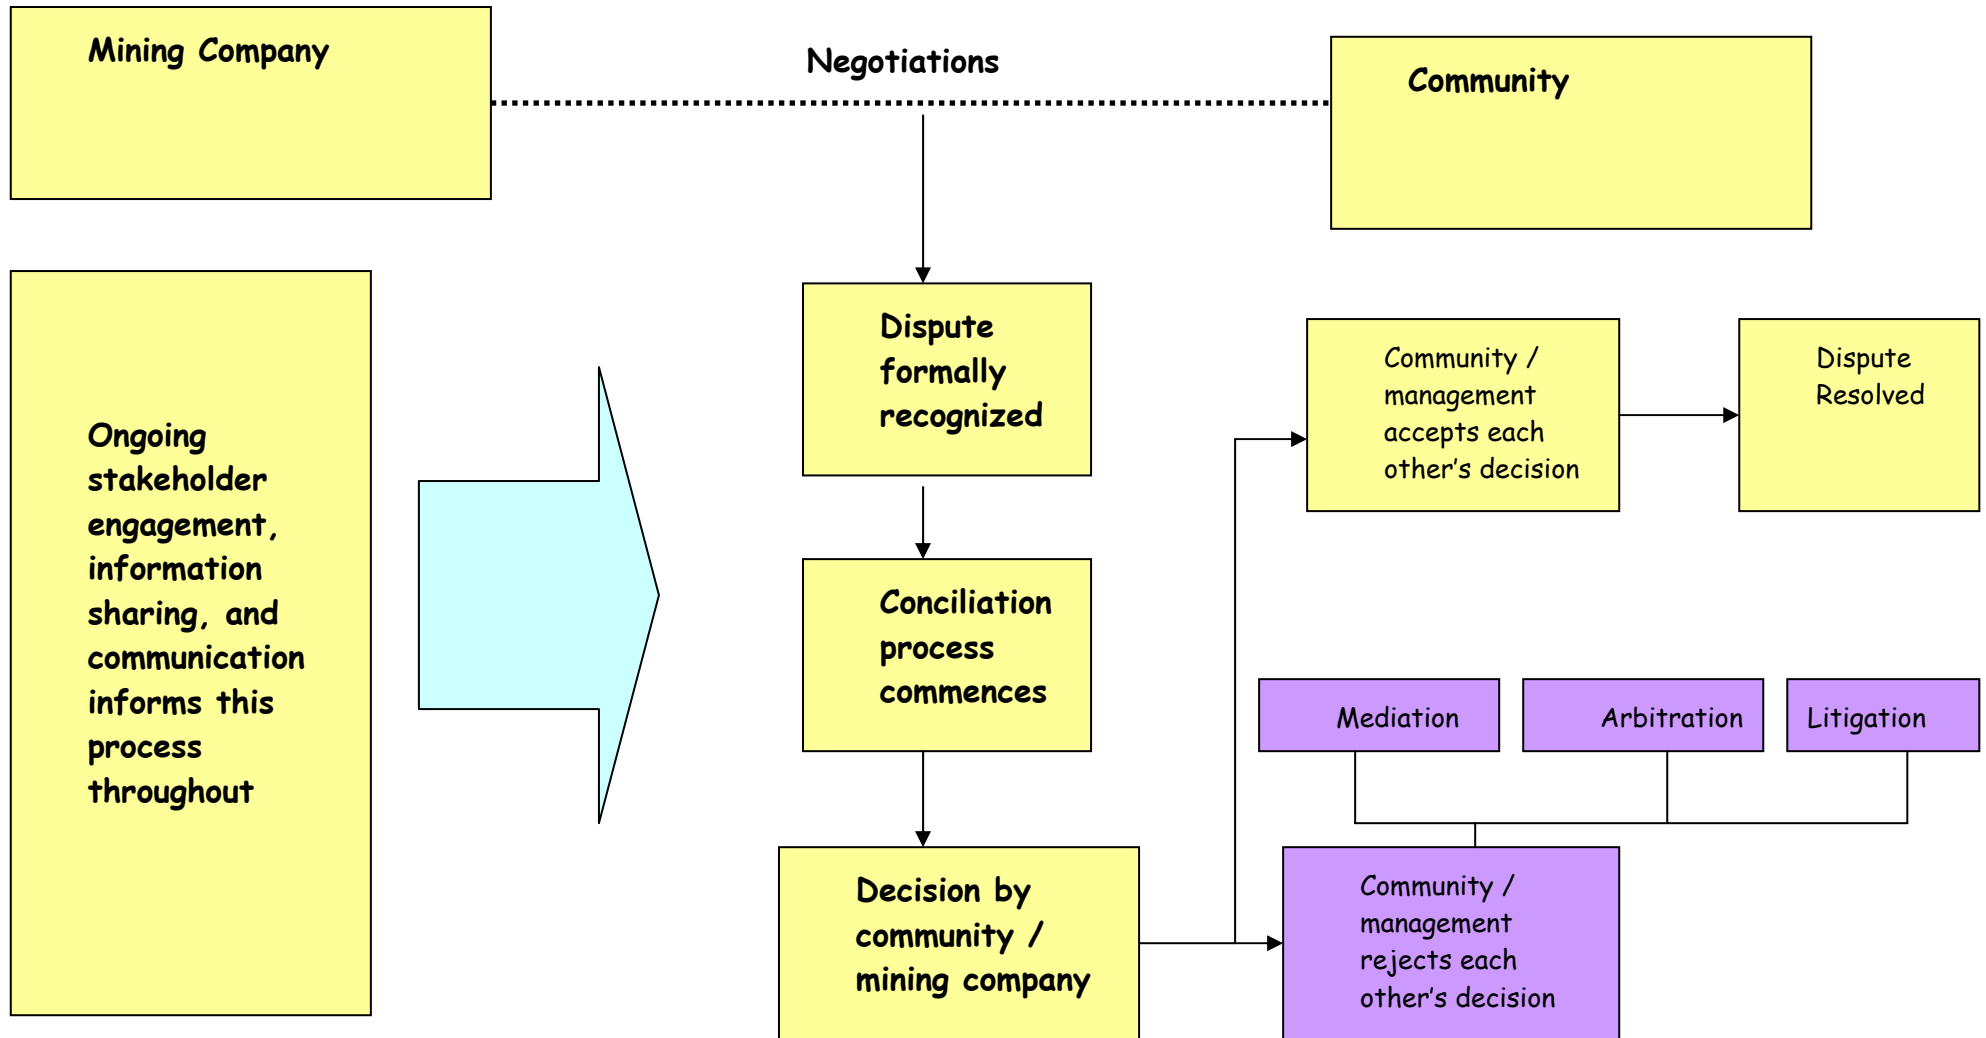 Mining Company
Negotiations
Community
Ongoing
stakeholder
engagement,
information
sharing, and
communication
informs this
process
throughout
Dispute
formally
recognized
Conciliation
process
commences
Decision by
community /
mining company
Community /
management
accepts each
other's decision
Dispute
Resolved
Mediation
Arbitration
Litigation
Community /
management
rejects each
other's decision